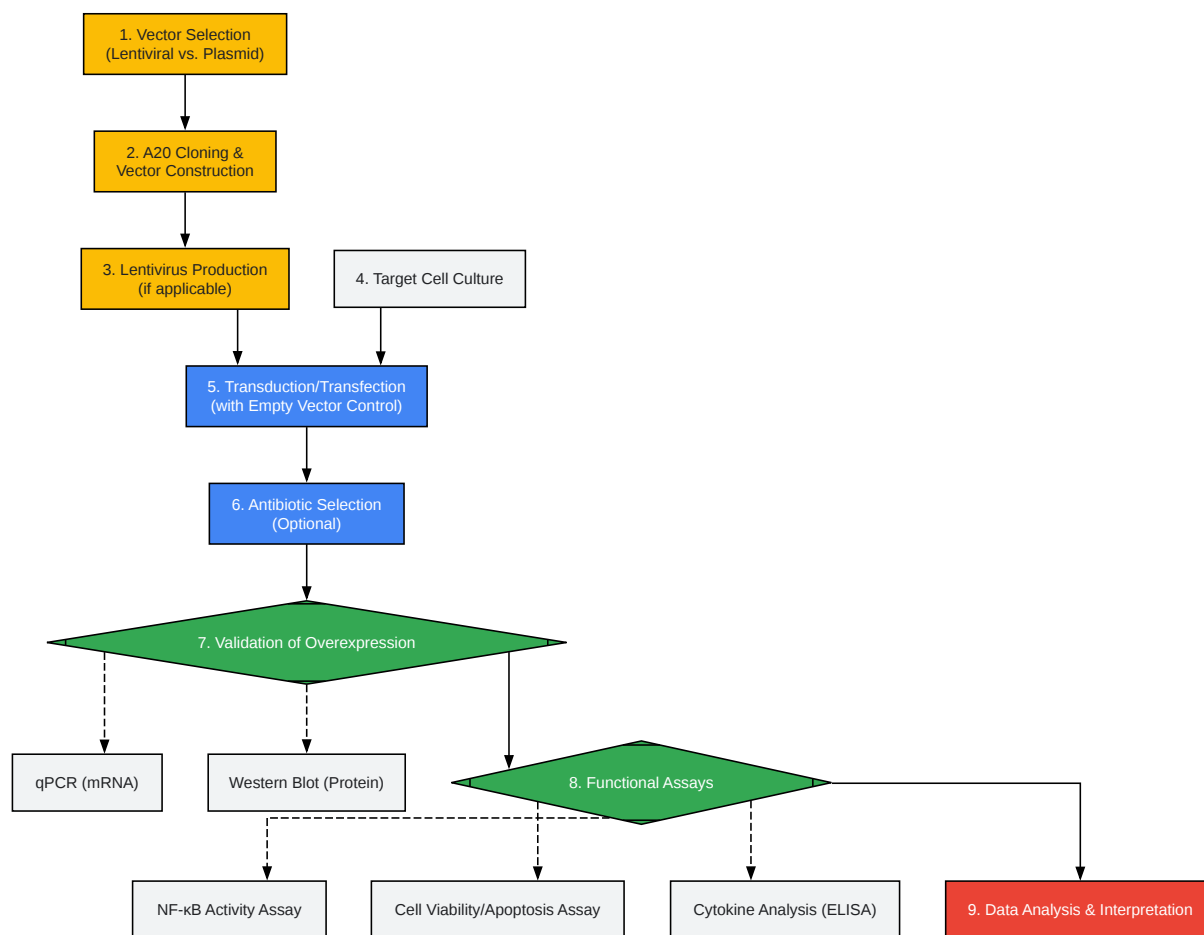 1. Vector Selection
(Lentiviral vs. Plasmid)
2. A20 Cloning &
Vector Construction
3. Lentivirus Production
(if applicable)
4. Target Cell Culture
5. Transduction/Transfection
(with Empty Vector Control)
6. Antibiotic Selection
(Optional)
7. Validation of Overexpression
qPCR (mRNA)
Western Blot (Protein)
8. Functional Assays
NF-κB Activity Assay
Cell Viability/Apoptosis Assay
Cytokine Analysis (ELISA)
9. Data Analysis & Interpretation